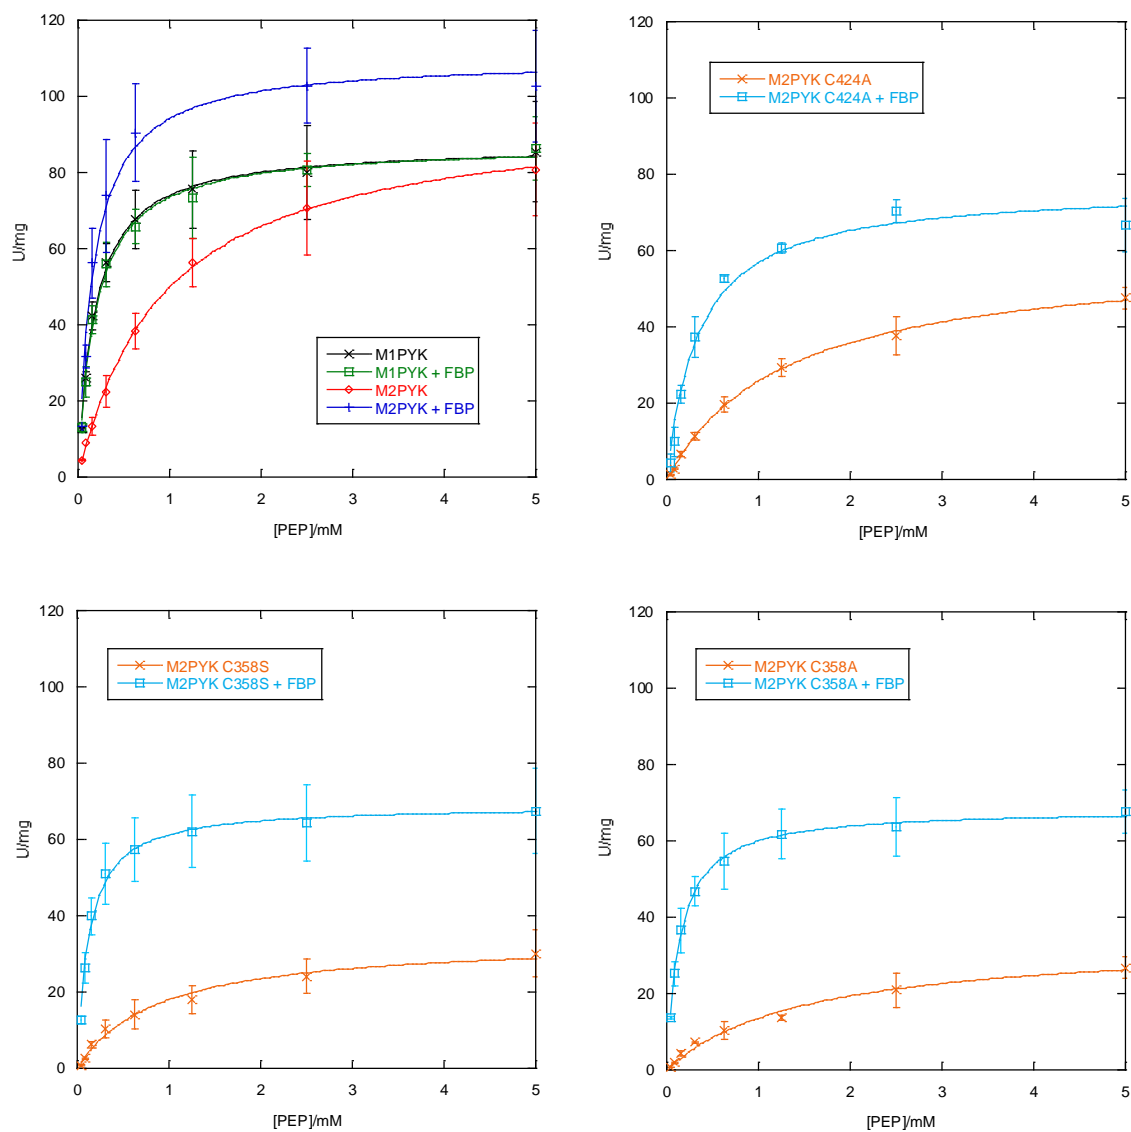 120
100
80
60
40
20
0
U/mg
M1PYK
M1PYK + FBP
M2PYK
M2PYK + FBP
0 1 2 3 4 5
[PEP]/mM
120
100
80
60
40
20
0
U/mg
M2PYK C424A
M2PYK C424A + FBP
0 1 2 3 4 5
[PEP]/mM
120
100
80
60
40
20
0
U/mg
M2PYK C358S
M2PYK C358S + FBP
0 1 2 3 4 5
[PEP]/mM
120
100
80
60
40
20
0
U/mg
M2PYK C358A
M2PYK C358A + FBP
0 1 2 3 4 5
[PEP]/mM